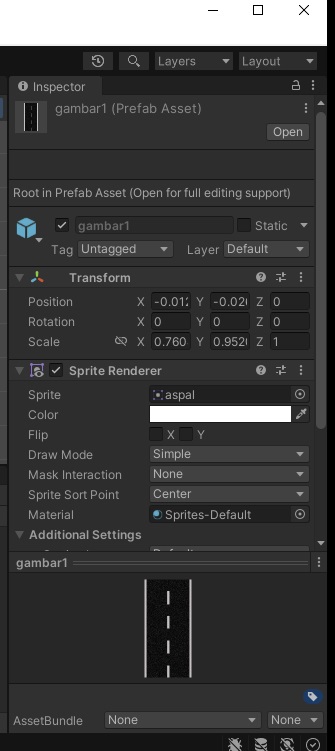 Layers Layout
Inspector
gambar1 (Prefab Asset)
Open
Root in Prefab Asset (Open for full editing support)
gambar1 Static
Tag Untagged Layer Default
Transform
Position X -0.012 Y -0.020 Z 0
Rotation X 0 Y 0 Z 0
Scale X 0.760 Y 0.9520 Z 1
Sprite Renderer
Sprite aspal
Color
Flip X Y
Draw Mode Simple
Mask Interaction None
Sprite Sort Point Center
Material Sprites-Default
Additional Settings
gambar1
AssetBundle None None